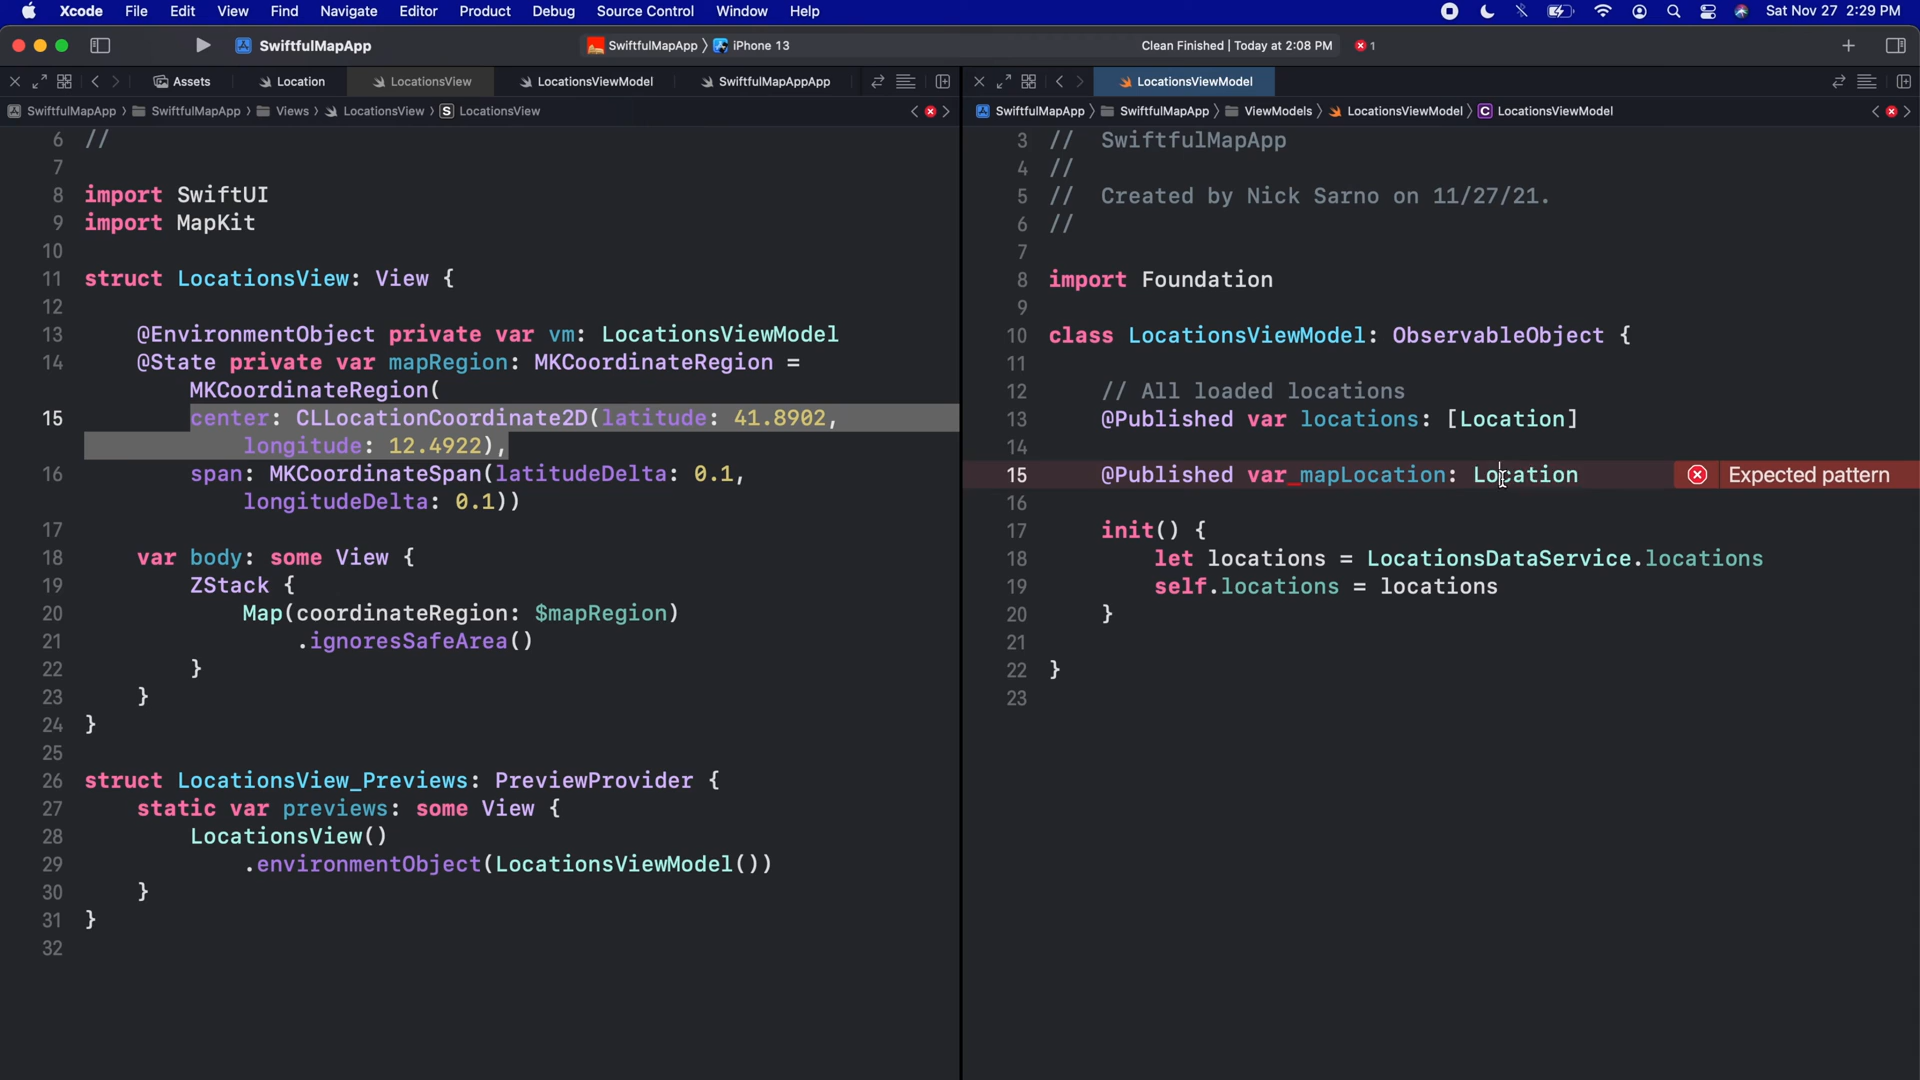 Xcode File Edit View Find Navigate Editor Product Debug Source Control Window Help Sat Nov 27 2:29 PM
SwiftfulMapApp SwiftfulMapApp iPhone 13 Clean Finished | Today at 2:08 PM 1
Assets Location LocationsView LocationsViewModel SwiftfulMapAppApp
SwiftfulMapApp SwiftfulMapApp Views LocationsView S LocationsView
6 //
7
8 import SwiftUI
9 import MapKit
10
11 struct LocationsView: View {
12
13 @EnvironmentObject private var vm: LocationsViewModel
14 @State private var mapRegion: MKCoordinateRegion =
MKCoordinateRegion(
15 center: CLLocationCoordinate2D(latitude: 41.8902,
longitude: 12.4922),
16 span: MKCoordinateSpan(latitudeDelta: 0.1,
longitudeDelta: 0.1))
17
18 var body: some View {
19 ZStack {
20 Map(coordinateRegion: $mapRegion)
21 .ignoresSafeArea()
22 }
23 }
24 }
25
26 struct LocationsView_Previews: PreviewProvider {
27 static var previews: some View {
28 LocationsView()
29 .environmentObject(LocationsViewModel())
30 }
31 }
32
LocationsViewModel
SwiftfulMapApp SwiftfulMapApp ViewModels LocationsViewModel C LocationsViewModel
3 // SwiftfulMapApp
4 //
5 // Created by Nick Sarno on 11/27/21.
6 //
7
8 import Foundation
9
10 class LocationsViewModel: ObservableObject {
11
12 // All loaded locations
13 @Published var locations: [Location]
14
15 @Published var mapLocation: Location Expected pattern
16
17 init() {
18 let locations = LocationsDataService.locations
19 self.locations = locations
20 }
21
22 }
23